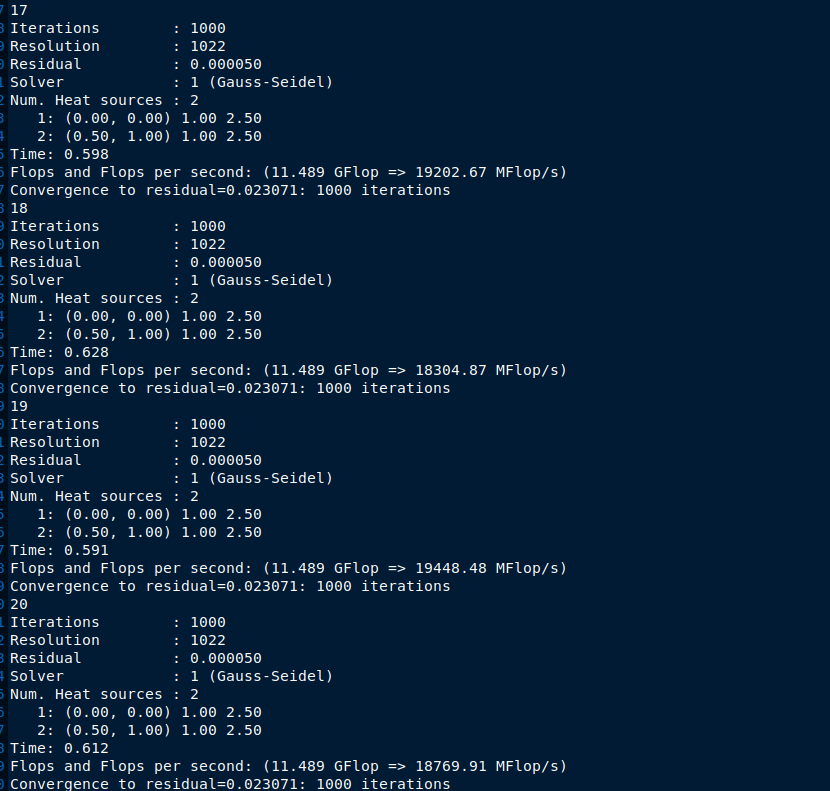 17
Iterations        : 1000
Resolution        : 1022
Residual          : 0.000050
Solver            : 1 (Gauss-Seidel)
Num. Heat sources : 2
   1: (0.00, 0.00) 1.00 2.50
   2: (0.50, 1.00) 1.00 2.50
Time: 0.598
Flops and Flops per second: (11.489 GFlop => 19202.67 MFlop/s)
Convergence to residual=0.023071: 1000 iterations
18
Iterations        : 1000
Resolution        : 1022
Residual          : 0.000050
Solver            : 1 (Gauss-Seidel)
Num. Heat sources : 2
   1: (0.00, 0.00) 1.00 2.50
   2: (0.50, 1.00) 1.00 2.50
Time: 0.628
Flops and Flops per second: (11.489 GFlop => 18304.87 MFlop/s)
Convergence to residual=0.023071: 1000 iterations
19
Iterations        : 1000
Resolution        : 1022
Residual          : 0.000050
Solver            : 1 (Gauss-Seidel)
Num. Heat sources : 2
   1: (0.00, 0.00) 1.00 2.50
   2: (0.50, 1.00) 1.00 2.50
Time: 0.591
Flops and Flops per second: (11.489 GFlop => 19448.48 MFlop/s)
Convergence to residual=0.023071: 1000 iterations
20
Iterations        : 1000
Resolution        : 1022
Residual          : 0.000050
Solver            : 1 (Gauss-Seidel)
Num. Heat sources : 2
   1: (0.00, 0.00) 1.00 2.50
   2: (0.50, 1.00) 1.00 2.50
Time: 0.612
Flops and Flops per second: (11.489 GFlop => 18769.91 MFlop/s)
Convergence to residual=0.023071: 1000 iterations